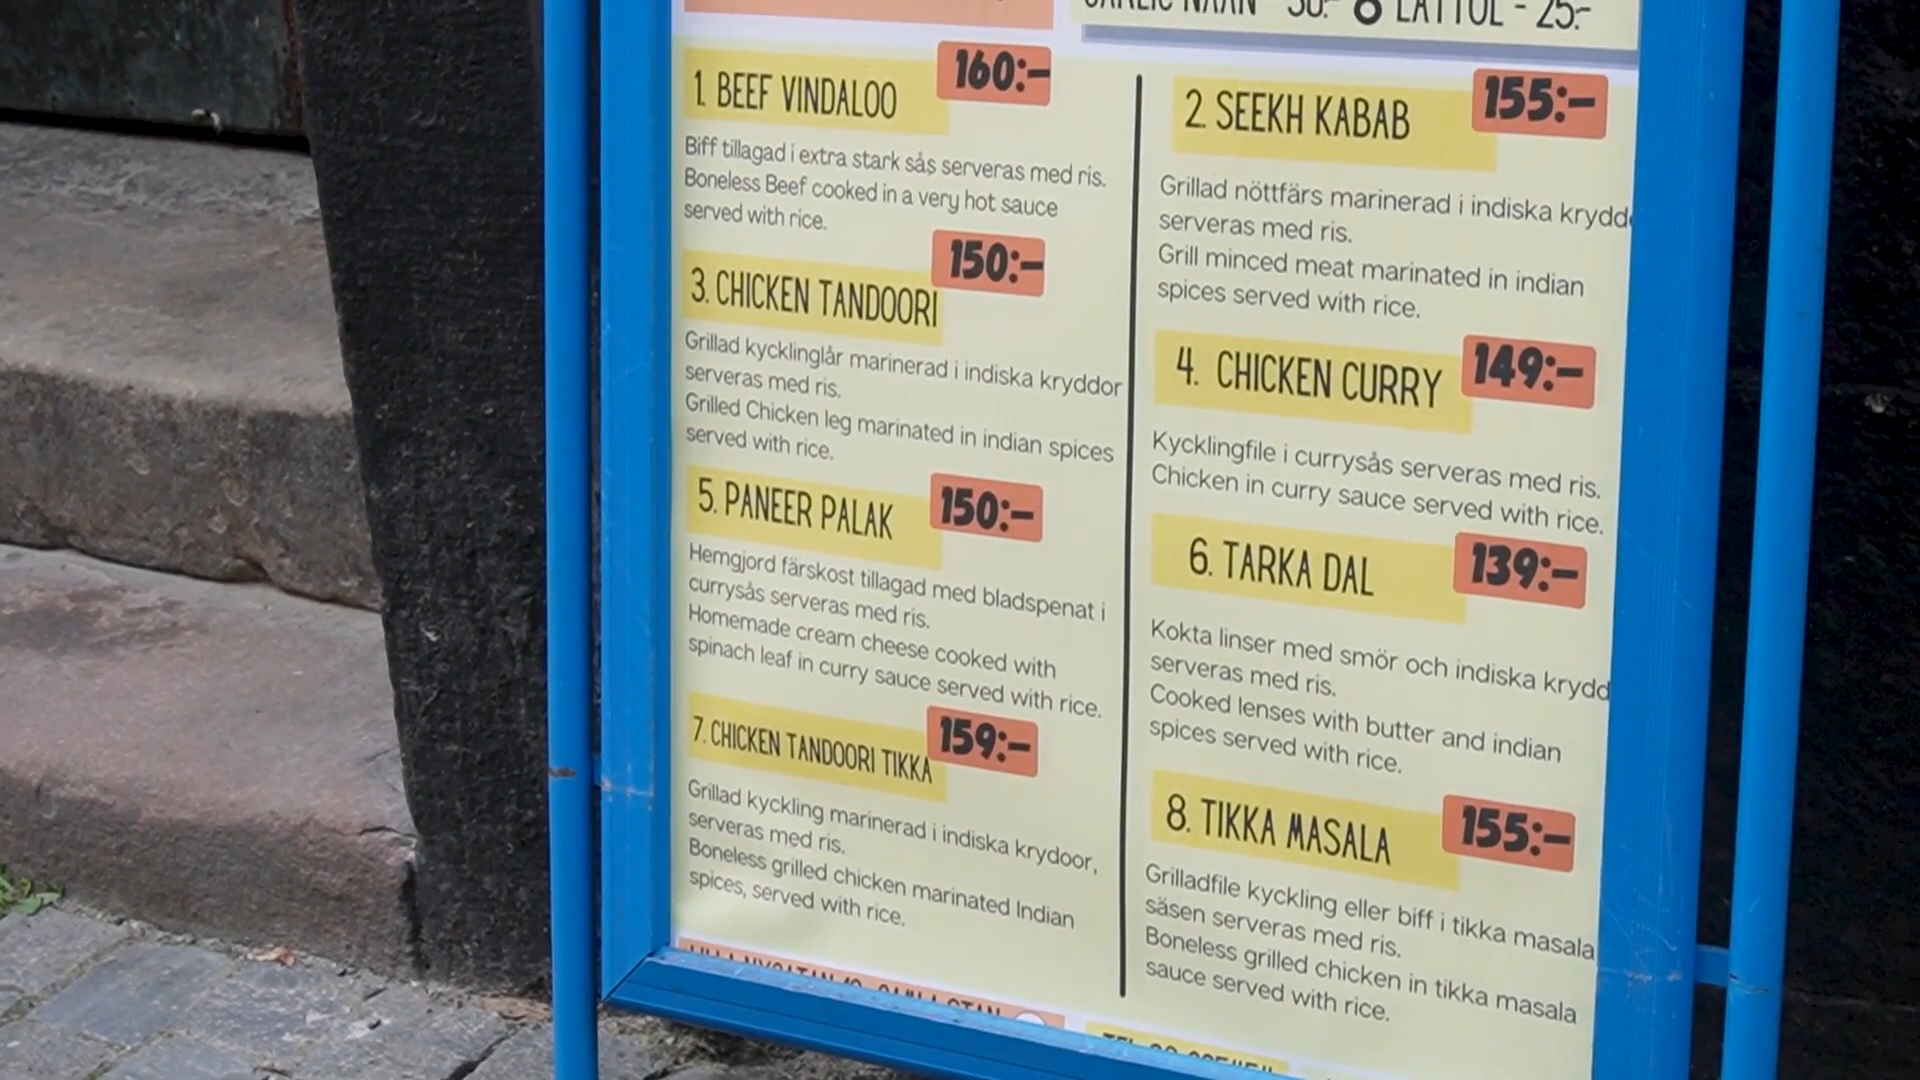 GARLIC NAAN - 30:- & LÄTTÖL - 25:-
1. BEEF VINDALOO 160:-
Biff tillagad i extra stark sås serveras med ris.
Boneless Beef cooked in a very hot sauce
served with rice.
3. CHICKEN TANDOORI 150:-
Grillad kycklinglår marinerad i indiska kryddor
serveras med ris.
Grilled Chicken leg marinated in indian spices
served with rice.
5. PANEER PALAK 150:-
Hemgjord färskost tillagad med bladspenat i
currysås serveras med ris.
Homemade cream cheese cooked with
spinach leaf in curry sauce served with rice.
7. CHICKEN TANDOORI TIKKA 159:-
Grillad kyckling marinerad i indiska krydoor,
serveras med ris.
Boneless grilled chicken marinated Indian
spices, served with rice.
2. SEEKH KABAB 155:-
Grillad nöttfärs marinerad i indiska krydd
serveras med ris.
Grill minced meat marinated in indian
spices served with rice.
4. CHICKEN CURRY 149:-
Kycklingfile i currysås serveras med ris.
Chicken in curry sauce served with rice.
6. TARKA DAL 139:-
Kokta linser med smör och indiska krydd
serveras med ris.
Cooked lenses with butter and indian
spices served with rice.
8. TIKKA MASALA 155:-
Grilladfile kyckling eller biff i tikka masala
säsen serveras med ris.
Boneless grilled chicken in tikka masala
sauce served with rice.